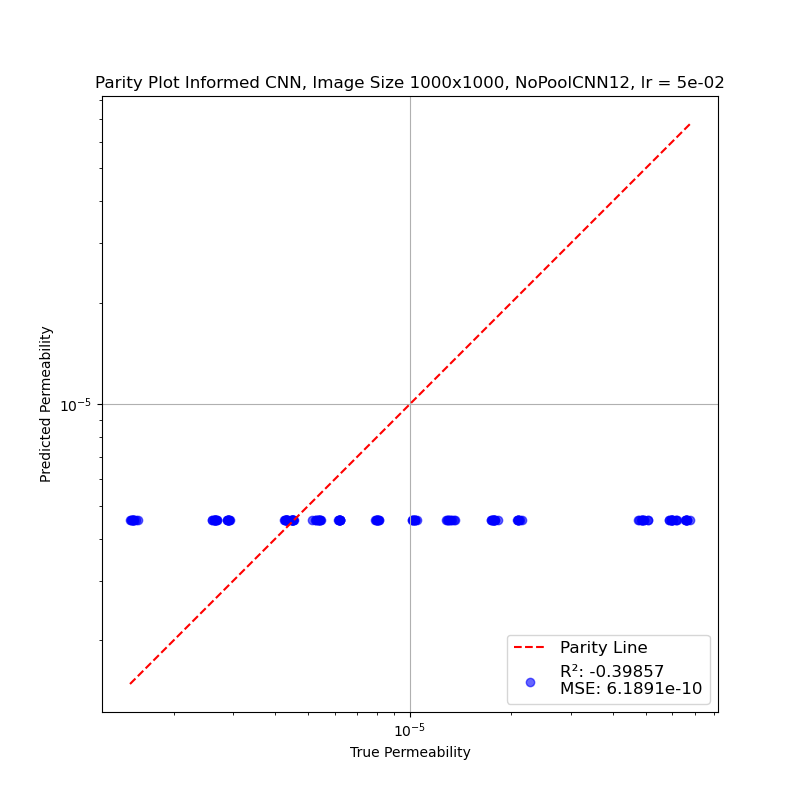 Parity Plot Informed CNN, Image Size 1000x1000, NoPoolCNN12, lr = 5e-02
Predicted Permeability
10⁻⁵
10⁻⁵
True Permeability
Parity Line
R²: -0.39857
MSE: 6.1891e-10